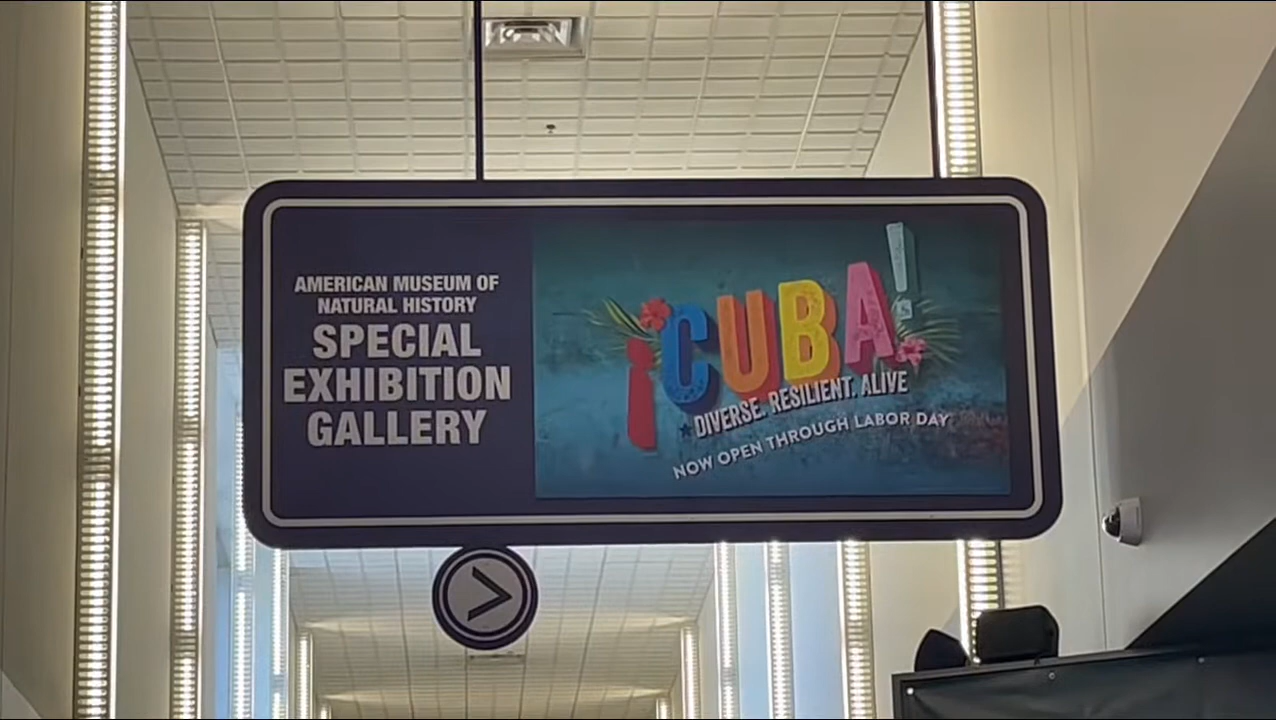 AMERICAN MUSEUM OF
NATURAL HISTORY
SPECIAL
EXHIBITION
GALLERY
¡CUBA!
DIVERSE. RESILIENT. ALIVE
NOW OPEN THROUGH LABOR DAY